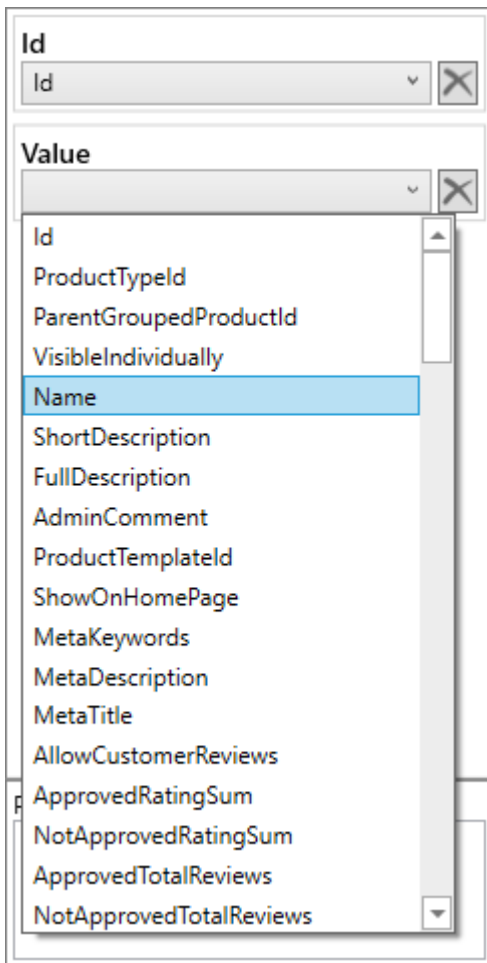 Id
Id
Value
Id
ProductTypeId
ParentGroupedProductId
VisibleIndividually
Name
ShortDescription
FullDescription
AdminComment
ProductTemplateId
ShowOnHomePage
MetaKeywords
MetaDescription
MetaTitle
AllowCustomerReviews
ApprovedRatingSum
NotApprovedRatingSum
ApprovedTotalReviews
NotApprovedTotalReviews